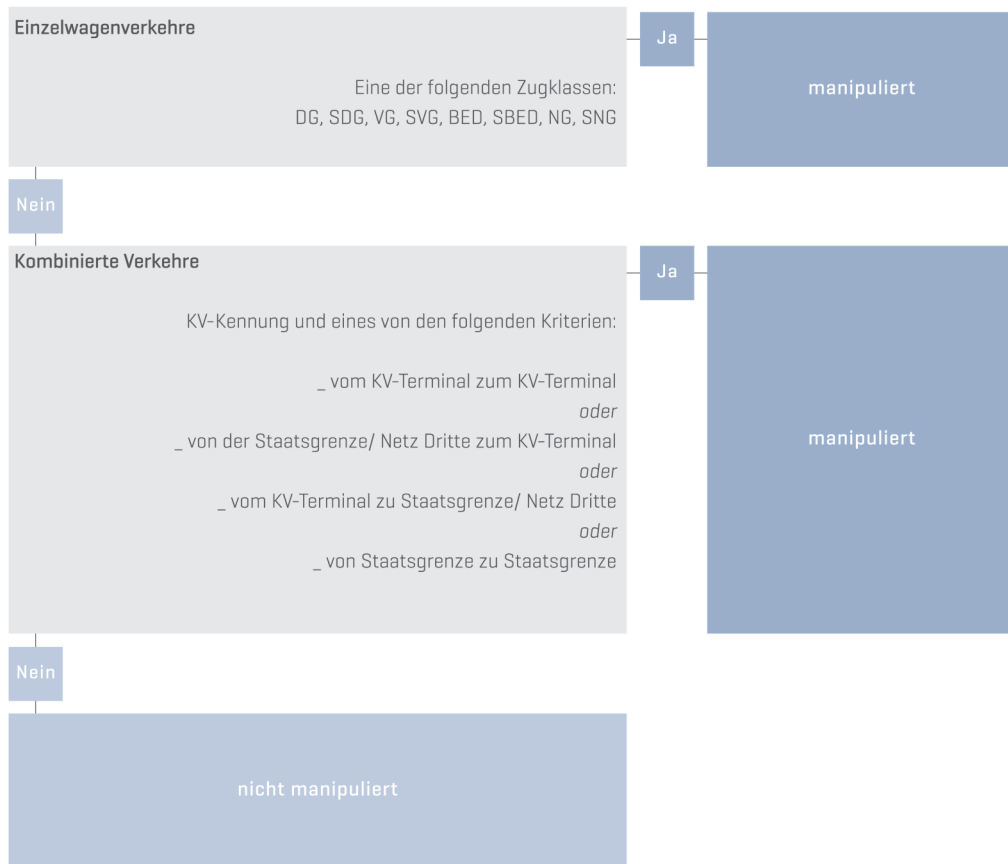 Einzelwagenverkehre
Ja
Eine der folgenden Zugklassen:
DG, SDG, VG, SVG, BED, SBED, NG, SNG
manipuliert
Nein
Kombinierte Verkehre
Ja
KV-Kennung und eines von den folgenden Kriterien:
_ vom KV-Terminal zum KV-Terminal
oder
_ von der Staatsgrenze/ Netz Dritte zum KV-Terminal
oder
_ vom KV-Terminal zu Staatsgrenze/ Netz Dritte
oder
_ von Staatsgrenze zu Staatsgrenze
manipuliert
Nein
nicht manipuliert